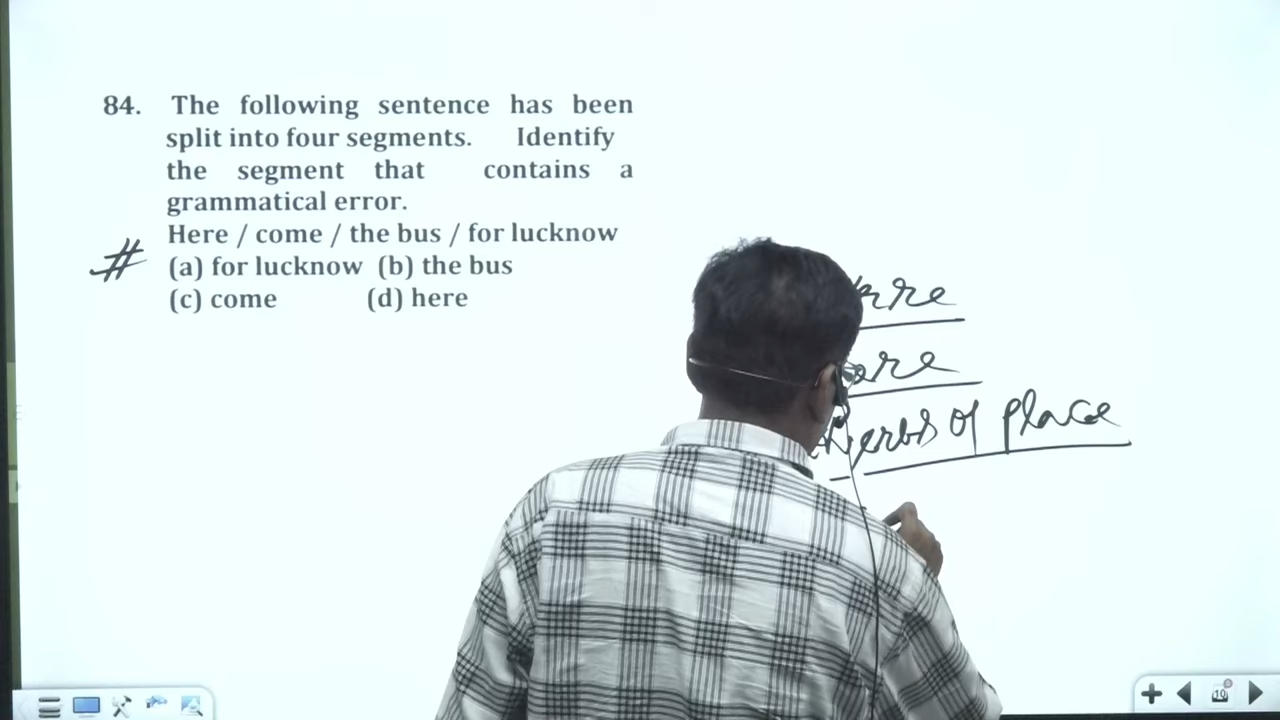 84. The following sentence has been
split into four segments. Identify
the segment that contains a
grammatical error.
Here / come / the bus / for lucknow
# (a) for lucknow (b) the bus
(c) come (d) here
of place